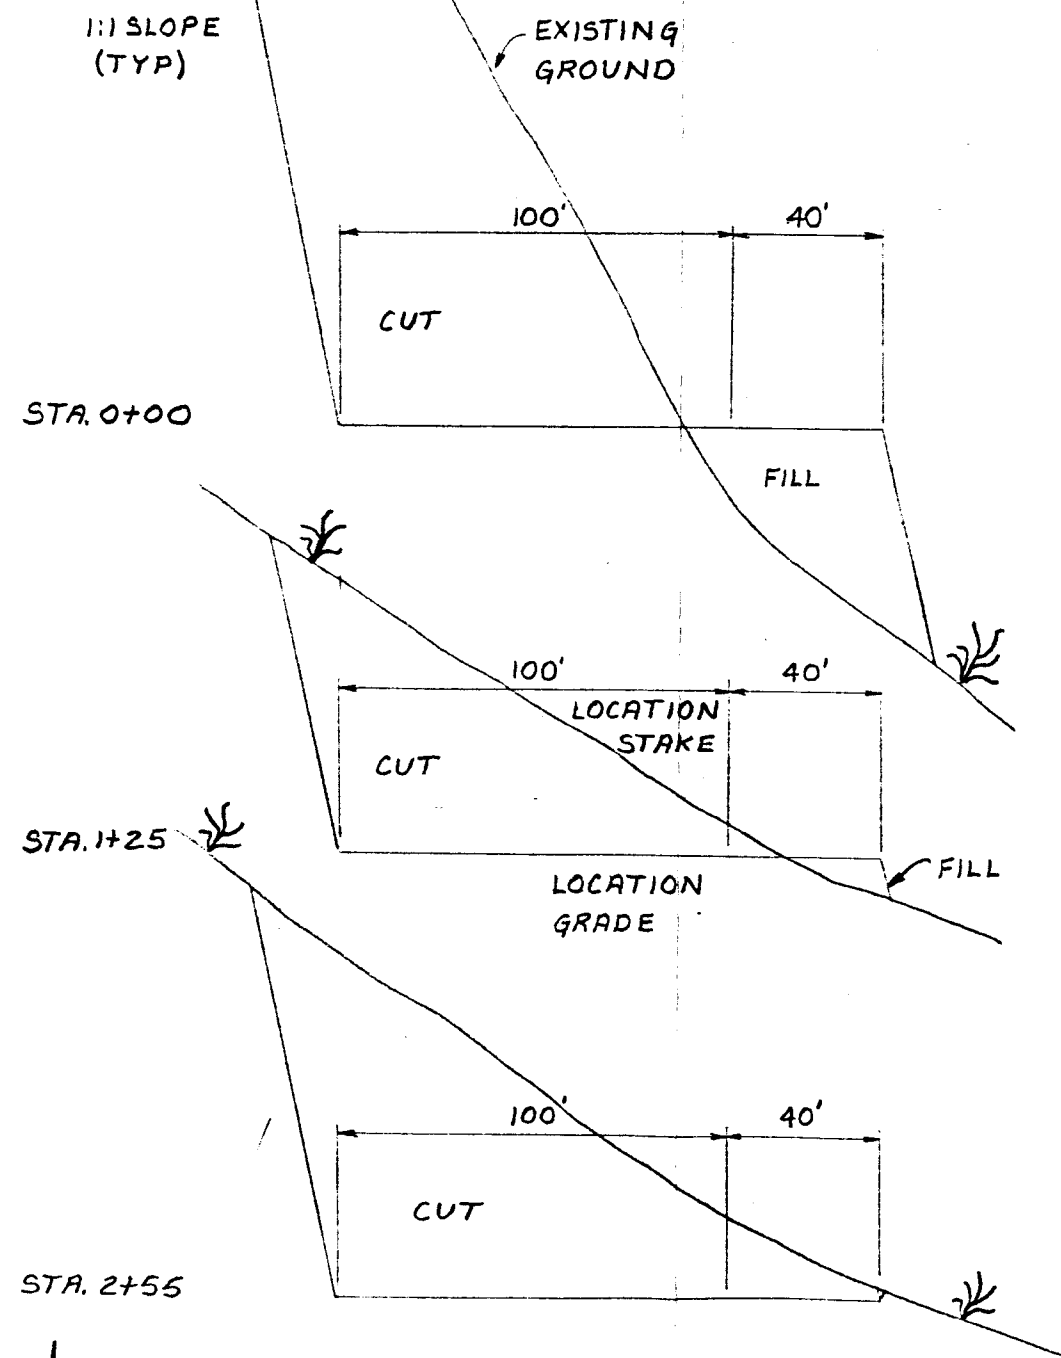 1:1 SLOPE
(TYP)
EXISTING
GROUND
100'
40'
CUT
STA. 0+00
FILL
100'
40'
LOCATION
STAKE
CUT
STA. 1+25
FILL
LOCATION
GRADE
100'
40'
CUT
STA. 2+55